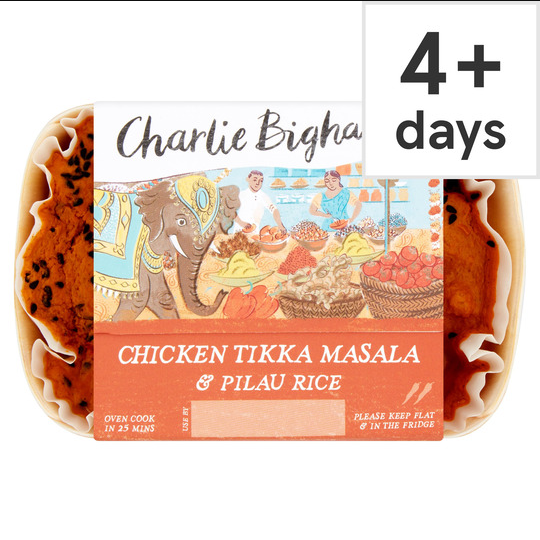 4+
days
Charlie Bigha
CHICKEN TIKKA MASALA
& PILAU RICE
OVEN COOK
IN 25 MINS
USE BY
PLEASE KEEP FLAT
& IN THE FRIDGE